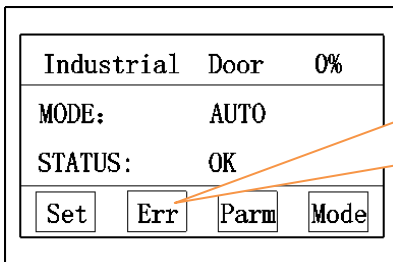 Industrial Door 0%
MODE: AUTO
STATUS: OK
Set Err Parm Mode